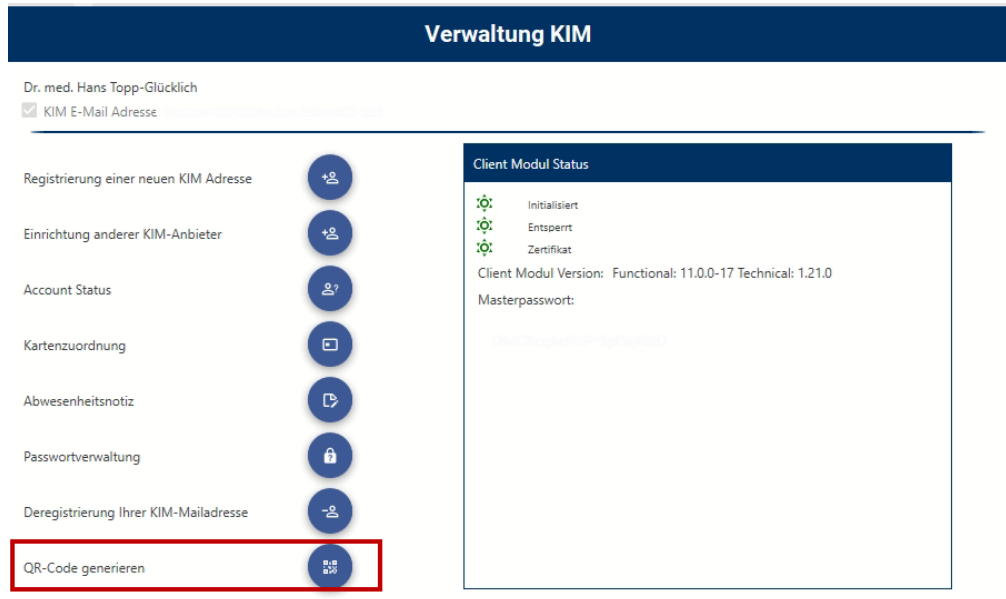 Verwaltung KIM
Dr. med. Hans Topp-Glücklich
KIM E-Mail Adresse
Registrierung einer neuen KIM Adresse
Einrichtung anderer KIM-Anbieter
Account Status
Kartenzuordnung
Abwesenheitsnotiz
Passwortverwaltung
Deregistrierung Ihrer KIM-Mailadresse
QR-Code generieren
Client Modul Status
Initialisiert
Entsperrt
Zertifikat
Client Modul Version: Functional: 11.0.0-17 Technical: 1.21.0
Masterpasswort: